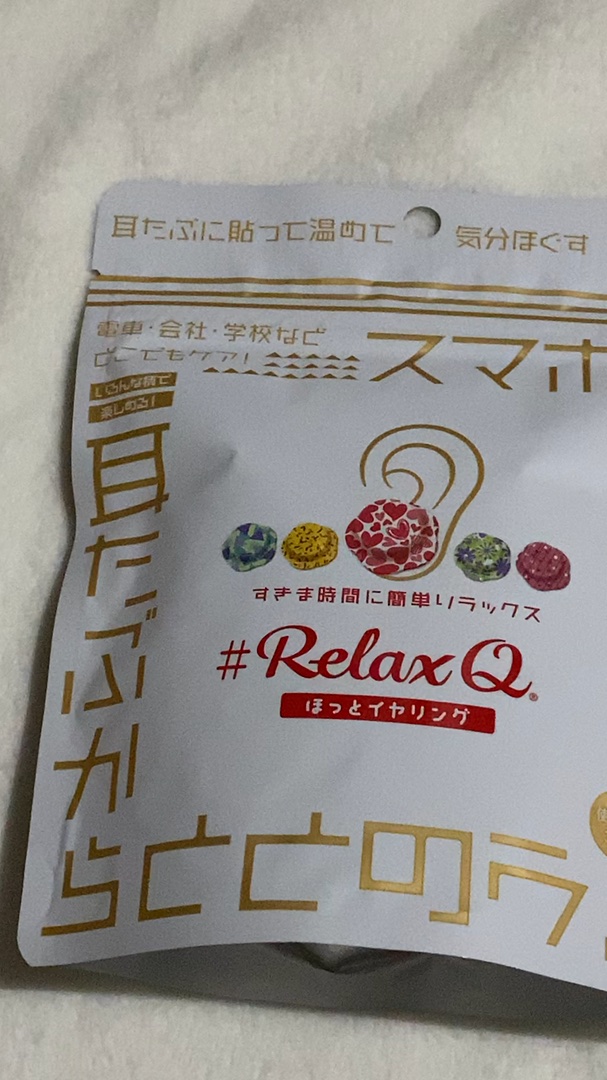 耳たぶに貼って温めて 気分ほぐす
電車・会社・学校など
どこでもケア!
スマホ
いろんな柄で
楽しめる!
耳たぶから
すきま時間に簡単リラックス
#RelaxQ®
ほっとイヤリング
ととのう